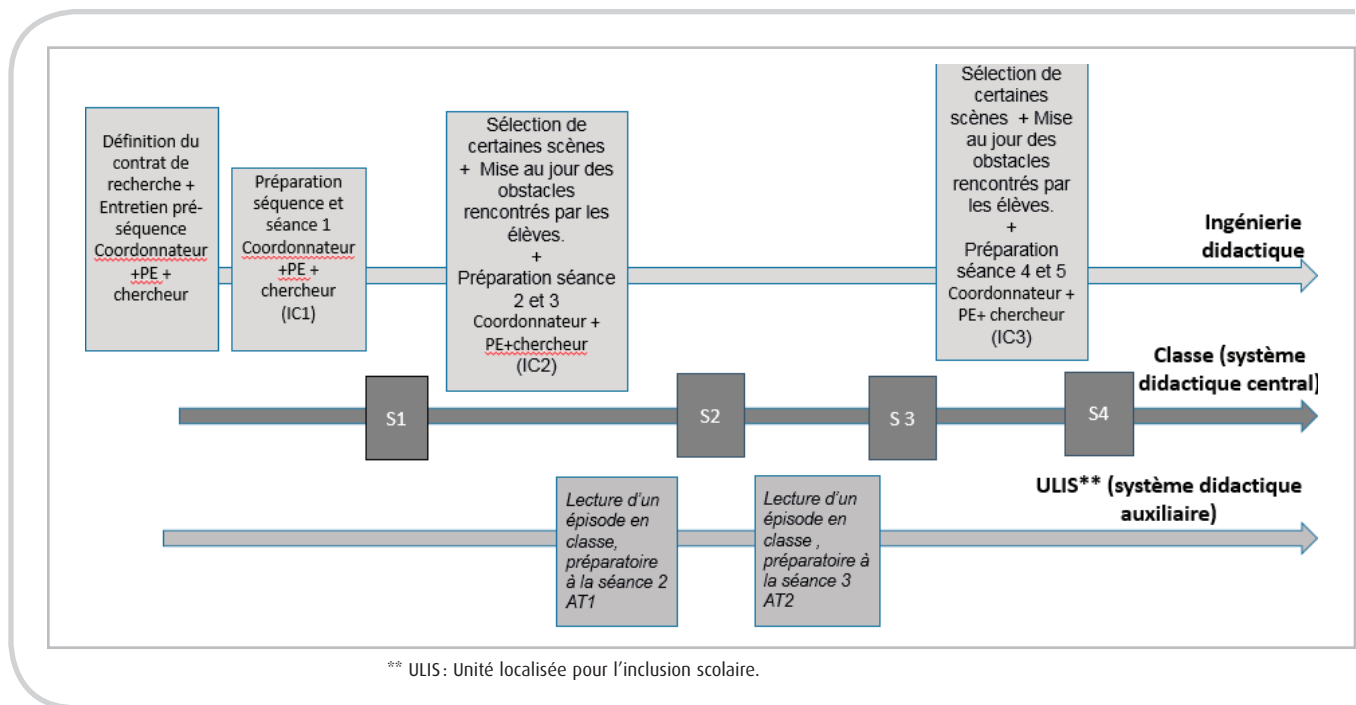 Définition du
contrat de
recherche +
Entretien pré-
séquence
Coordonnateur
+PE +
chercheur
Préparation
séquence et
séance 1
Coordonnateur
+PE +
chercheur
(IC1)
Sélection de
certaines scènes
+ Mise au jour des
obstacles
rencontrés par les
élèves.
+
Préparation séance
2 et 3
Coordonnateur +
PE+chercheur
(IC2)
Sélection de
certaines
scènes + Mise
au jour des
obstacles
rencontrés par
les élèves.
+
Préparation
séance 4 et 5
Coordonnateur +
PE+ chercheur
(IC3)
Ingénierie
didactique
Classe (système
didactique central)
S1
S2
S 3
S4
ULIS** (système didactique
auxiliaire)
Lecture d'un
épisode en
classe,
préparatoire
à la séance 2
AT1
Lecture d'un
épisode en
classe ,
préparatoire à
la séance 3
AT2
** ULIS : Unité localisée pour l'inclusion scolaire.